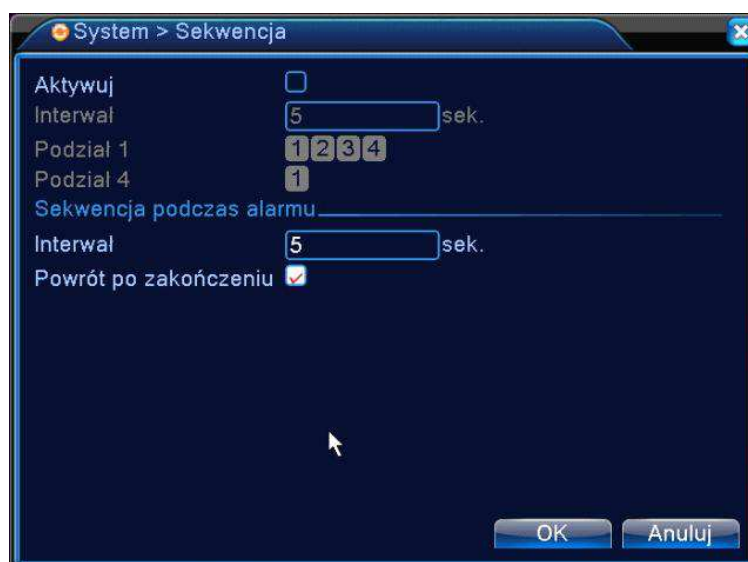 System > Sekwencja
Aktywuj
Interwał 5 sek.
Podział 1 1 2 3 4
Podział 4 1
Sekwencja podczas alarmu
Interwał 5 sek.
Powrót po zakończeniu
OK Anuluj